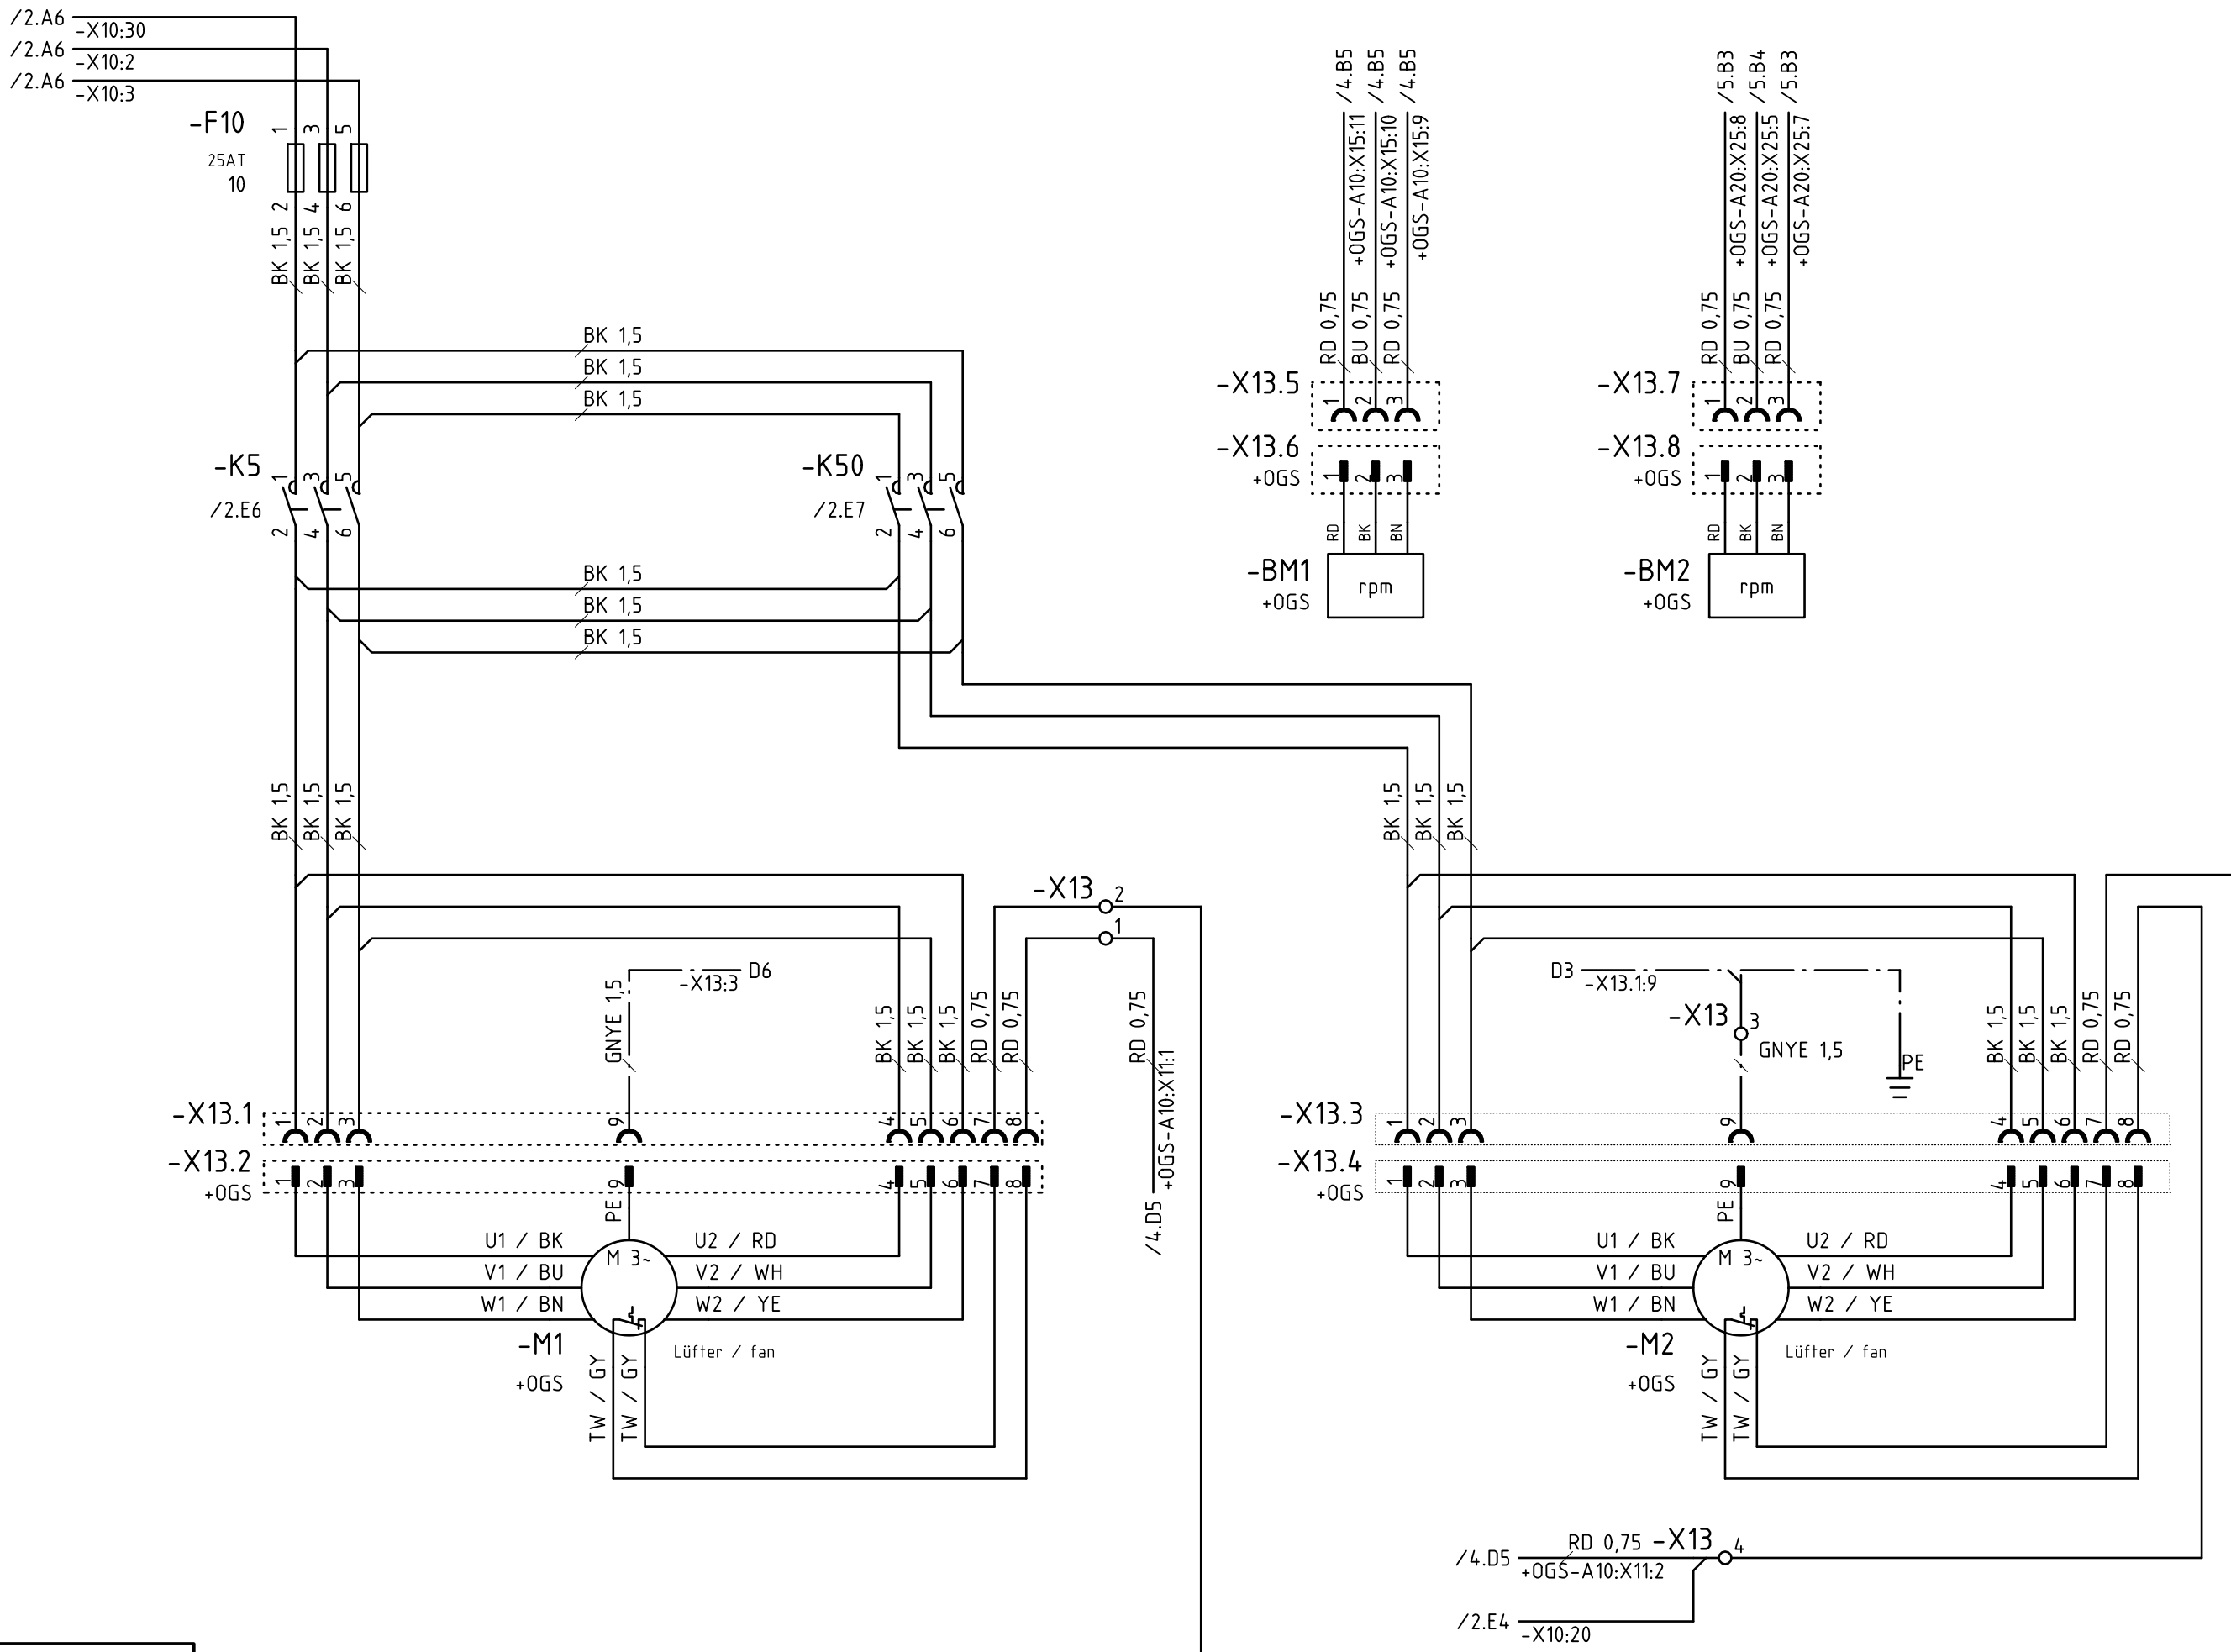 /2.A6
-X10:30
/2.A6
-X10:2
/2.A6
-X10:3
-F10
25AT
10
1
3
5
2
4
6
BK 1,5
BK 1,5
BK 1,5
BK 1,5
BK 1,5
BK 1,5
-K5
/2.E6
1
3
5
2
4
6
-K50
/2.E7
1
3
5
2
4
6
BK 1,5
BK 1,5
BK 1,5
/4.B5
/4.B5
/4.B5
+OGS-A10:X15:11
+OGS-A10:X15:10
+OGS-A10:X15:9
RD 0,75
BU 0,75
RD 0,75
-X13.5
1
2
3
-X13.6
+OGS
1
2
3
RD
BK
BN
-BM1
+OGS
rpm
/5.B3
/5.B4
/5.B3
+OGS-A20:X25:8
+OGS-A20:X25:5
+OGS-A20:X25:7
RD 0,75
BU 0,75
RD 0,75
-X13.7
1
2
3
-X13.8
+OGS
1
2
3
RD
BK
BN
-BM2
+OGS
rpm
BK 1,5
BK 1,5
BK 1,5
BK 1,5
BK 1,5
BK 1,5
-X13
2
1
D6
-X13:3
GNYE 1,5
BK 1,5
BK 1,5
BK 1,5
RD 0,75
RD 0,75
RD 0,75
+OGS-A10:X11:1
/4.D5
-X13.1
1
2
3
9
4
5
6
7
8
-X13.2
+OGS
1
2
3
9
4
5
6
7
8
PE
U1 / BK
V1 / BU
W1 / BN
M 3~
U2 / RD
V2 / WH
W2 / YE
-M1
+OGS
Lüfter / fan
TW / GY
TW / GY
D3
-X13.1:9
-X13
3
GNYE 1,5
PE
BK 1,5
BK 1,5
BK 1,5
RD 0,75
RD 0,75
-X13.3
1
2
3
9
4
5
6
7
8
-X13.4
+OGS
1
2
3
9
4
5
6
7
8
PE
U1 / BK
V1 / BU
W1 / BN
M 3~
U2 / RD
V2 / WH
W2 / YE
-M2
+OGS
Lüfter / fan
TW / GY
TW / GY
/4.D5
RD 0,75
-X13
4
+OGS-A10:X11:2
/2.E4
-X10:20